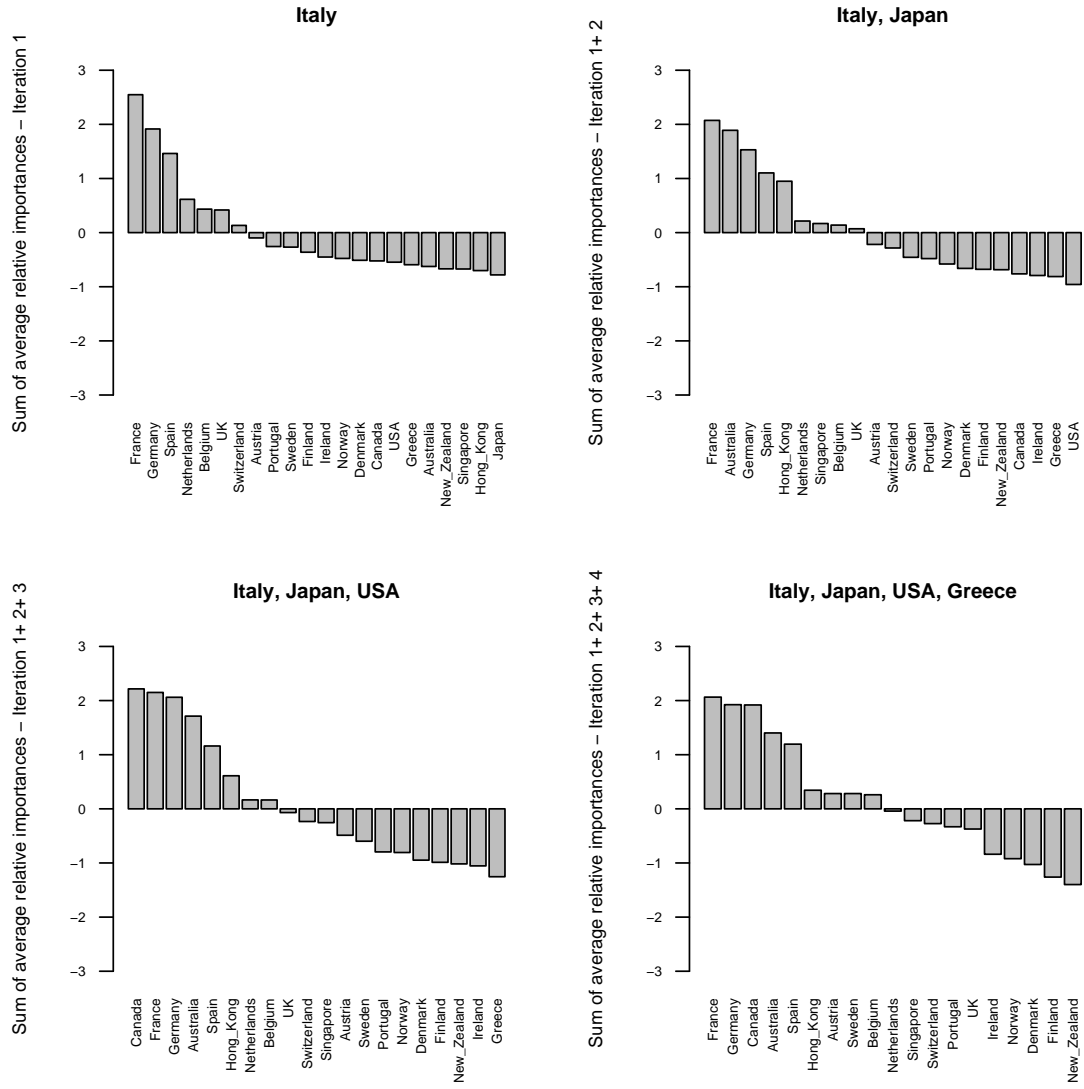 Italy
Sum of average relative importances − Iteration 1
3
2
1
0
−1
−2
−3
France
Germany
Spain
Netherlands
Belgium
UK
Switzerland
Austria
Portugal
Sweden
Finland
Ireland
Norway
Denmark
Canada
USA
Greece
Australia
New_Zealand
Singapore
Hong_Kong
Japan
Italy, Japan
Sum of average relative importances − Iteration 1+ 2
3
2
1
0
−1
−2
−3
France
Australia
Germany
Spain
Hong_Kong
Netherlands
Singapore
Belgium
UK
Austria
Switzerland
Sweden
Portugal
Norway
Denmark
Finland
New_Zealand
Canada
Ireland
Greece
USA
Italy, Japan, USA
Sum of average relative importances − Iteration 1+ 2+ 3
3
2
1
0
−1
−2
−3
Canada
France
Germany
Australia
Spain
Hong_Kong
Netherlands
Belgium
UK
Switzerland
Singapore
Austria
Sweden
Portugal
Norway
Denmark
Finland
New_Zealand
Ireland
Greece
Italy, Japan, USA, Greece
Sum of average relative importances − Iteration 1+ 2+ 3+ 4
3
2
1
0
−1
−2
−3
France
Germany
Canada
Australia
Spain
Hong_Kong
Austria
Sweden
Belgium
Netherlands
Singapore
Switzerland
Portugal
UK
Ireland
Norway
Denmark
Finland
New_Zealand